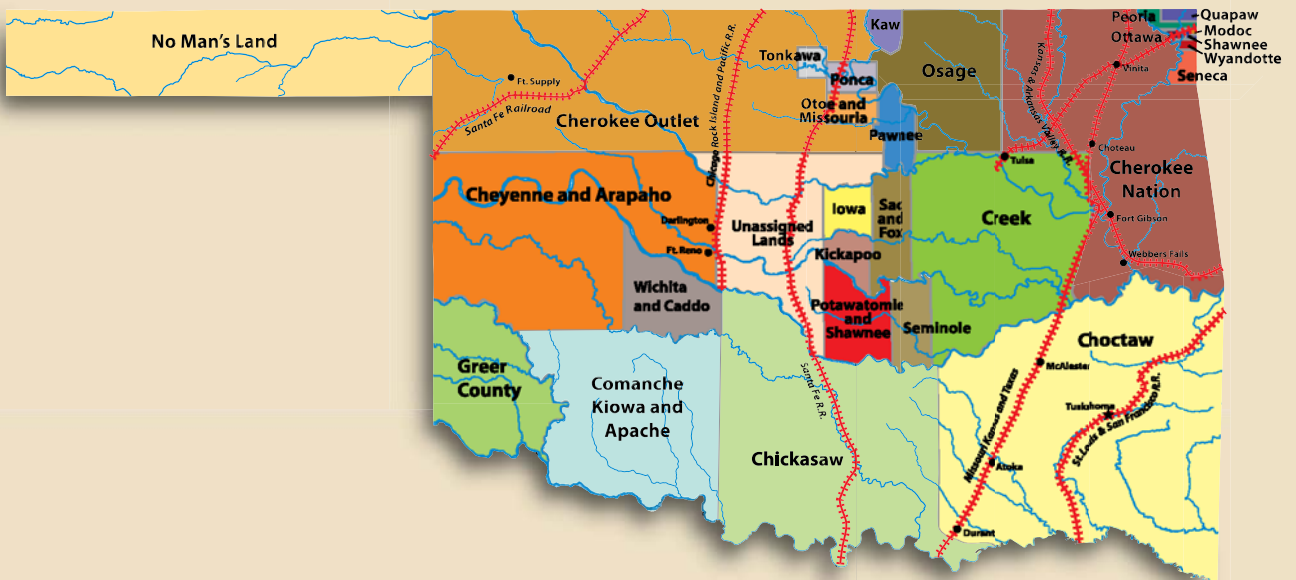 No Man's Land
Kaw
Peoria
Quapaw
Ottawa
Modoc
Shawnee
Wyandotte
Seneca
Tonkawa
Ponca
Osage
Vinita
Ft. Supply
Santa Fe Railroad
Cherokee Outlet
Chicago Rock Island and Pacific R.R.
Otoe and
Missouria
Pawnee
Kansas & Arkansas Valley R.R.
Choteau
Tulsa
Cherokee
Nation
Cheyenne and Arapaho
Darlington
Ft. Reno
Unassigned
Lands
Iowa
Sac
and
Fox
Creek
Fort Gibson
Webbers Falls
Kickapoo
Wichita
and Caddo
Potawatomie
and
Shawnee
Seminole
Choctaw
Greer
County
Comanche
Kiowa and
Apache
Santa Fe R.R.
McAlester
Missouri Kansas and Texas
Tuskahoma
St. Louis & San Francisco R.R.
Chickasaw
Atoka
Durant